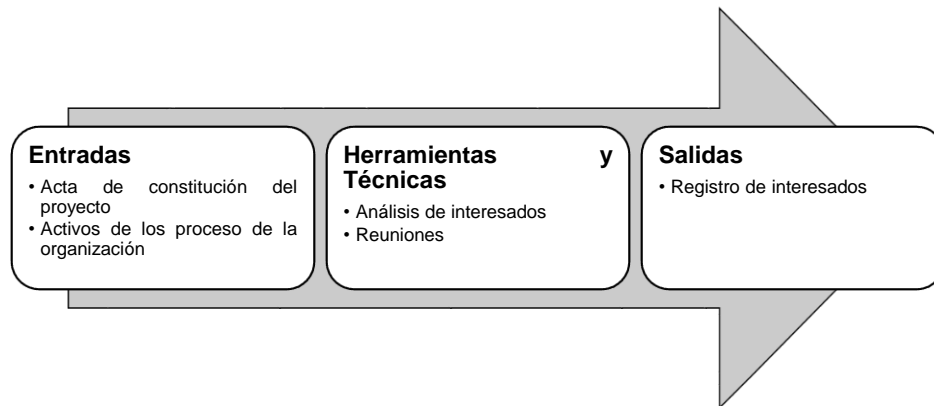 Entradas
• Acta de constitución del
proyecto
• Activos de los proceso de la
organización
Herramientas y
Técnicas
• Análisis de interesados
• Reuniones
Salidas
• Registro de interesados